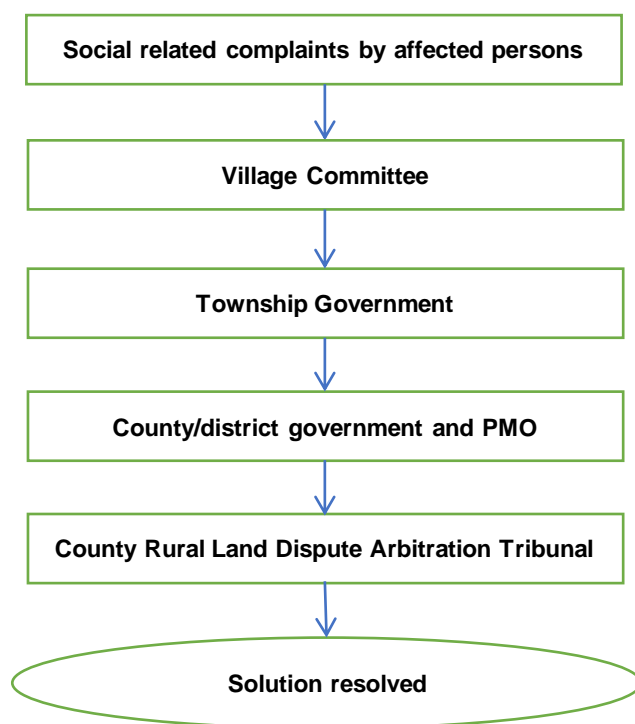 Social related complaints by affected persons
Village Committee
Township Government
County/district government and PMO
County Rural Land Dispute Arbitration Tribunal
Solution resolved